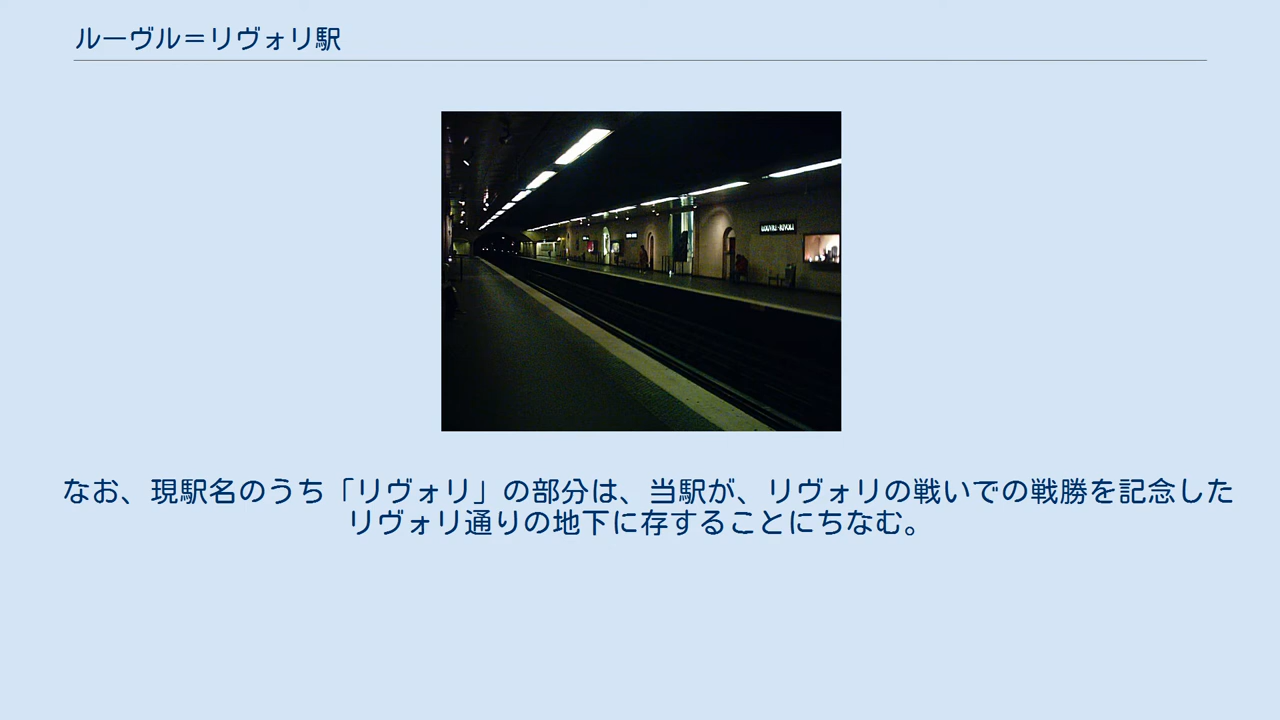 ルーヴル＝リヴォリ駅
LOUVRE-RIVOLI
なお、現駅名のうち「リヴォリ」の部分は、当駅が、リヴォリの戦いでの戦勝を記念した
リヴォリ通りの地下に存することにちなむ。